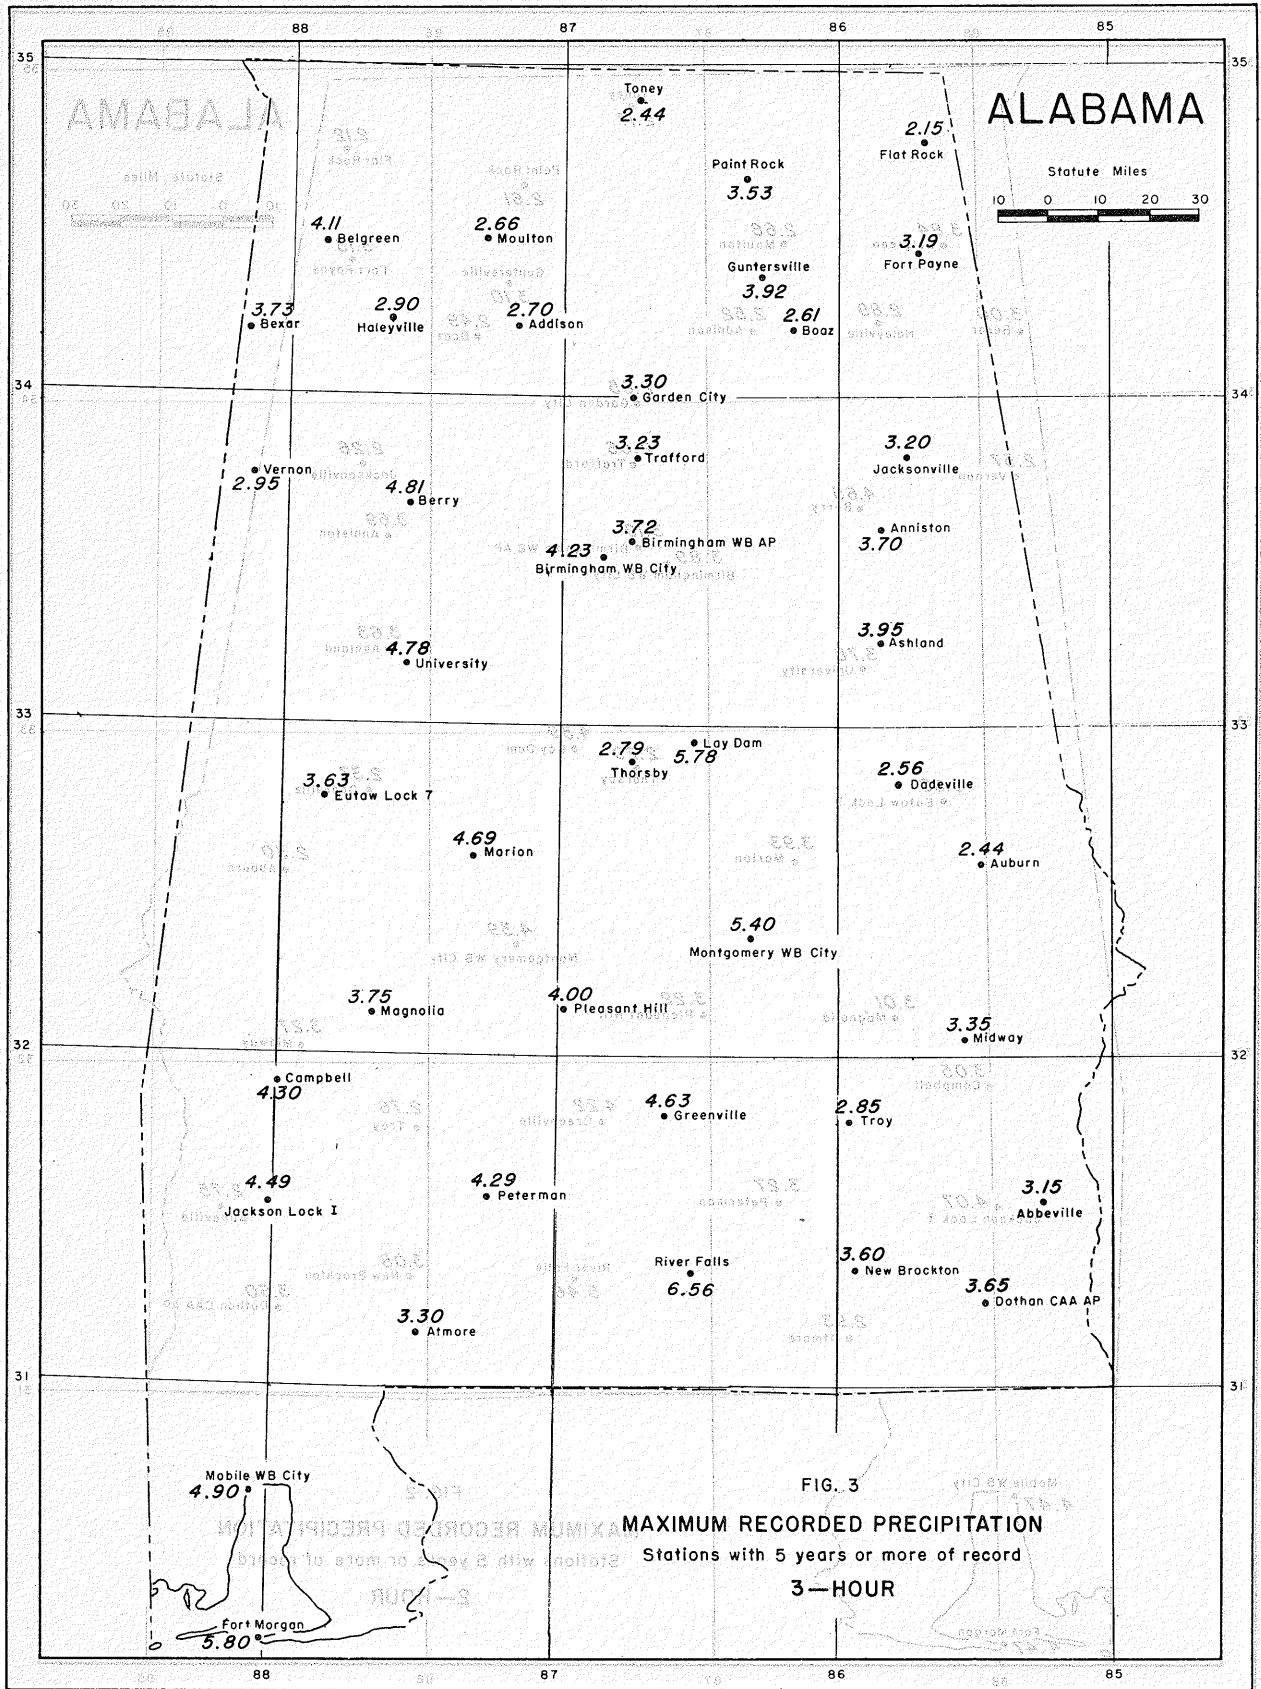 88 87 86 85
35 35
ALABAMA
Statute Miles
10 0 10 20 30
Toney
2.44
2.15
Flat Rock
Paint Rock
3.53
4.11
Belgreen
2.66
Moulton
3.19
Fort Payne
Guntersville
3.92
3.73
Bexar
2.90
Haleyville
2.70
Addison
2.61
Boaz
34 34
3.30
Garden City
3.23
Trafford
3.20
Jacksonville
Vernon
2.95
4.81
Berry
3.72
Birmingham WB AP
4.23
Birmingham WB City
Anniston
3.70
3.95
Ashland
4.78
University
33 33
Lay Dam
5.78
2.79
Thorsby
2.56
Dadeville
3.63
Eutaw Lock 7
4.69
Marion
2.44
Auburn
5.40
Montgomery WB City
3.75
Magnolia
4.00
Pleasant Hill
3.35
Midway
32 32
Campbell
4.30
4.63
Greenville
2.85
Troy
4.49
Jackson Lock I
4.29
Peterman
3.15
Abbeville
River Falls
6.56
3.60
New Brockton
3.65
Dothan CAA AP
3.30
Atmore
31 31
Mobile WB City
4.90
Fort Morgan
5.80
FIG. 3
MAXIMUM RECORDED PRECIPITATION
Stations with 5 years or more of record
3—HOUR
88 87 86 85